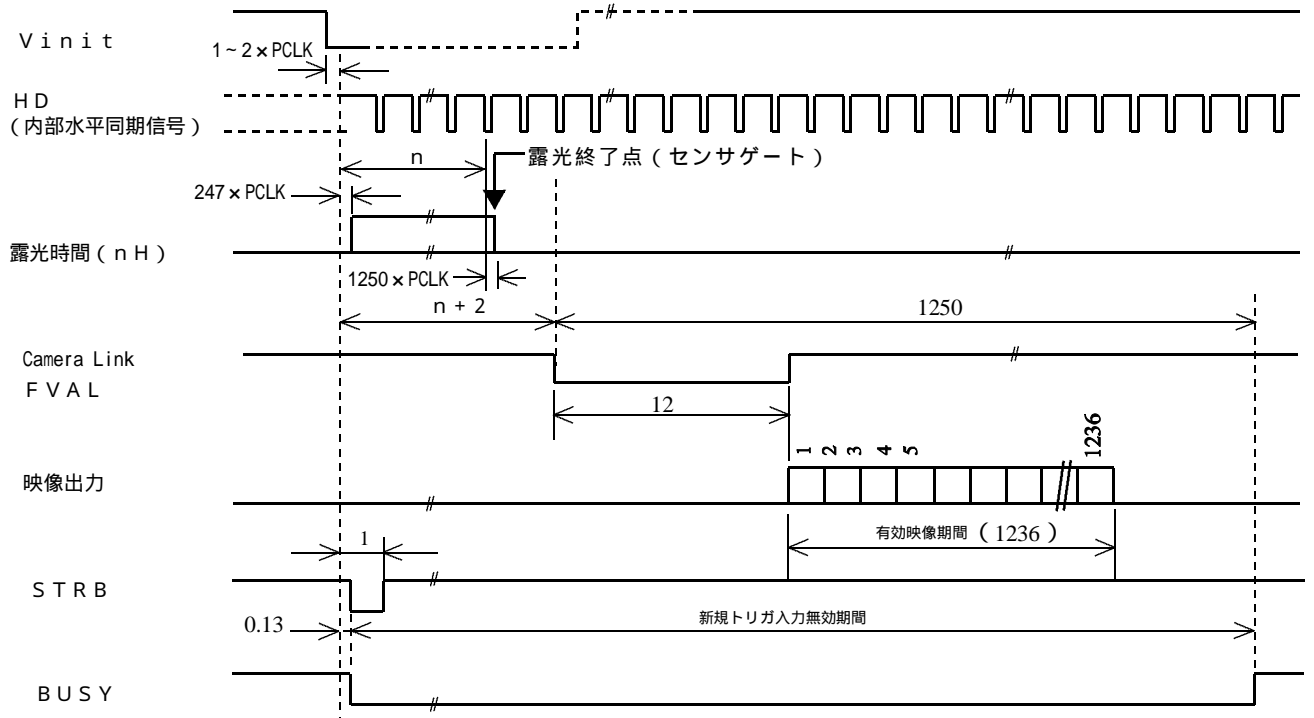 Ｖｉｎｉｔ
1~2×PCLK
ＨＤ
（内部水平同期信号）
n
露光終了点（センサゲート）
247×PCLK
露光時間（ｎＨ）
1250×PCLK
n + 2
1250
Camera Link
ＦＶＡＬ
12
1
2
3
4
5
1236
映像出力
有効映像期間（1236）
1
ＳＴＲＢ
0.13
新規トリガ入力無効期間
ＢＵＳＹ